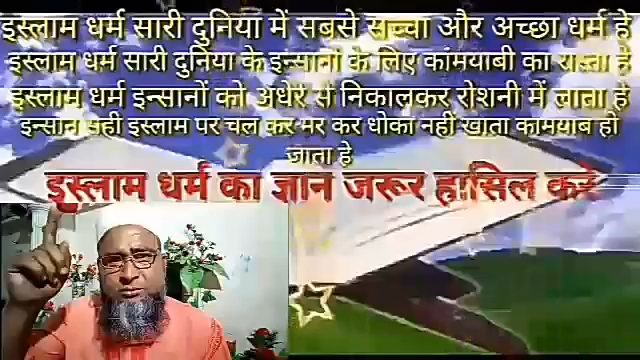 इस्लाम धर्म सारी दुनिया में सबसे सच्चा और अच्छा धर्म हे
इस्लाम धर्म सारी दुनिया के इन्सानों के लिए कांमयाबी का रास्ता हे
इस्लाम धर्म इन्सानों को अंधेरे से निकालकर रोशनी में लाता हे
इन्सान सही इस्लाम पर चल कर मर कर धोका नहीं खाता कामयाब हो
जाता हे
इस्लाम धर्म का ज्ञान जरूर हासिल करें